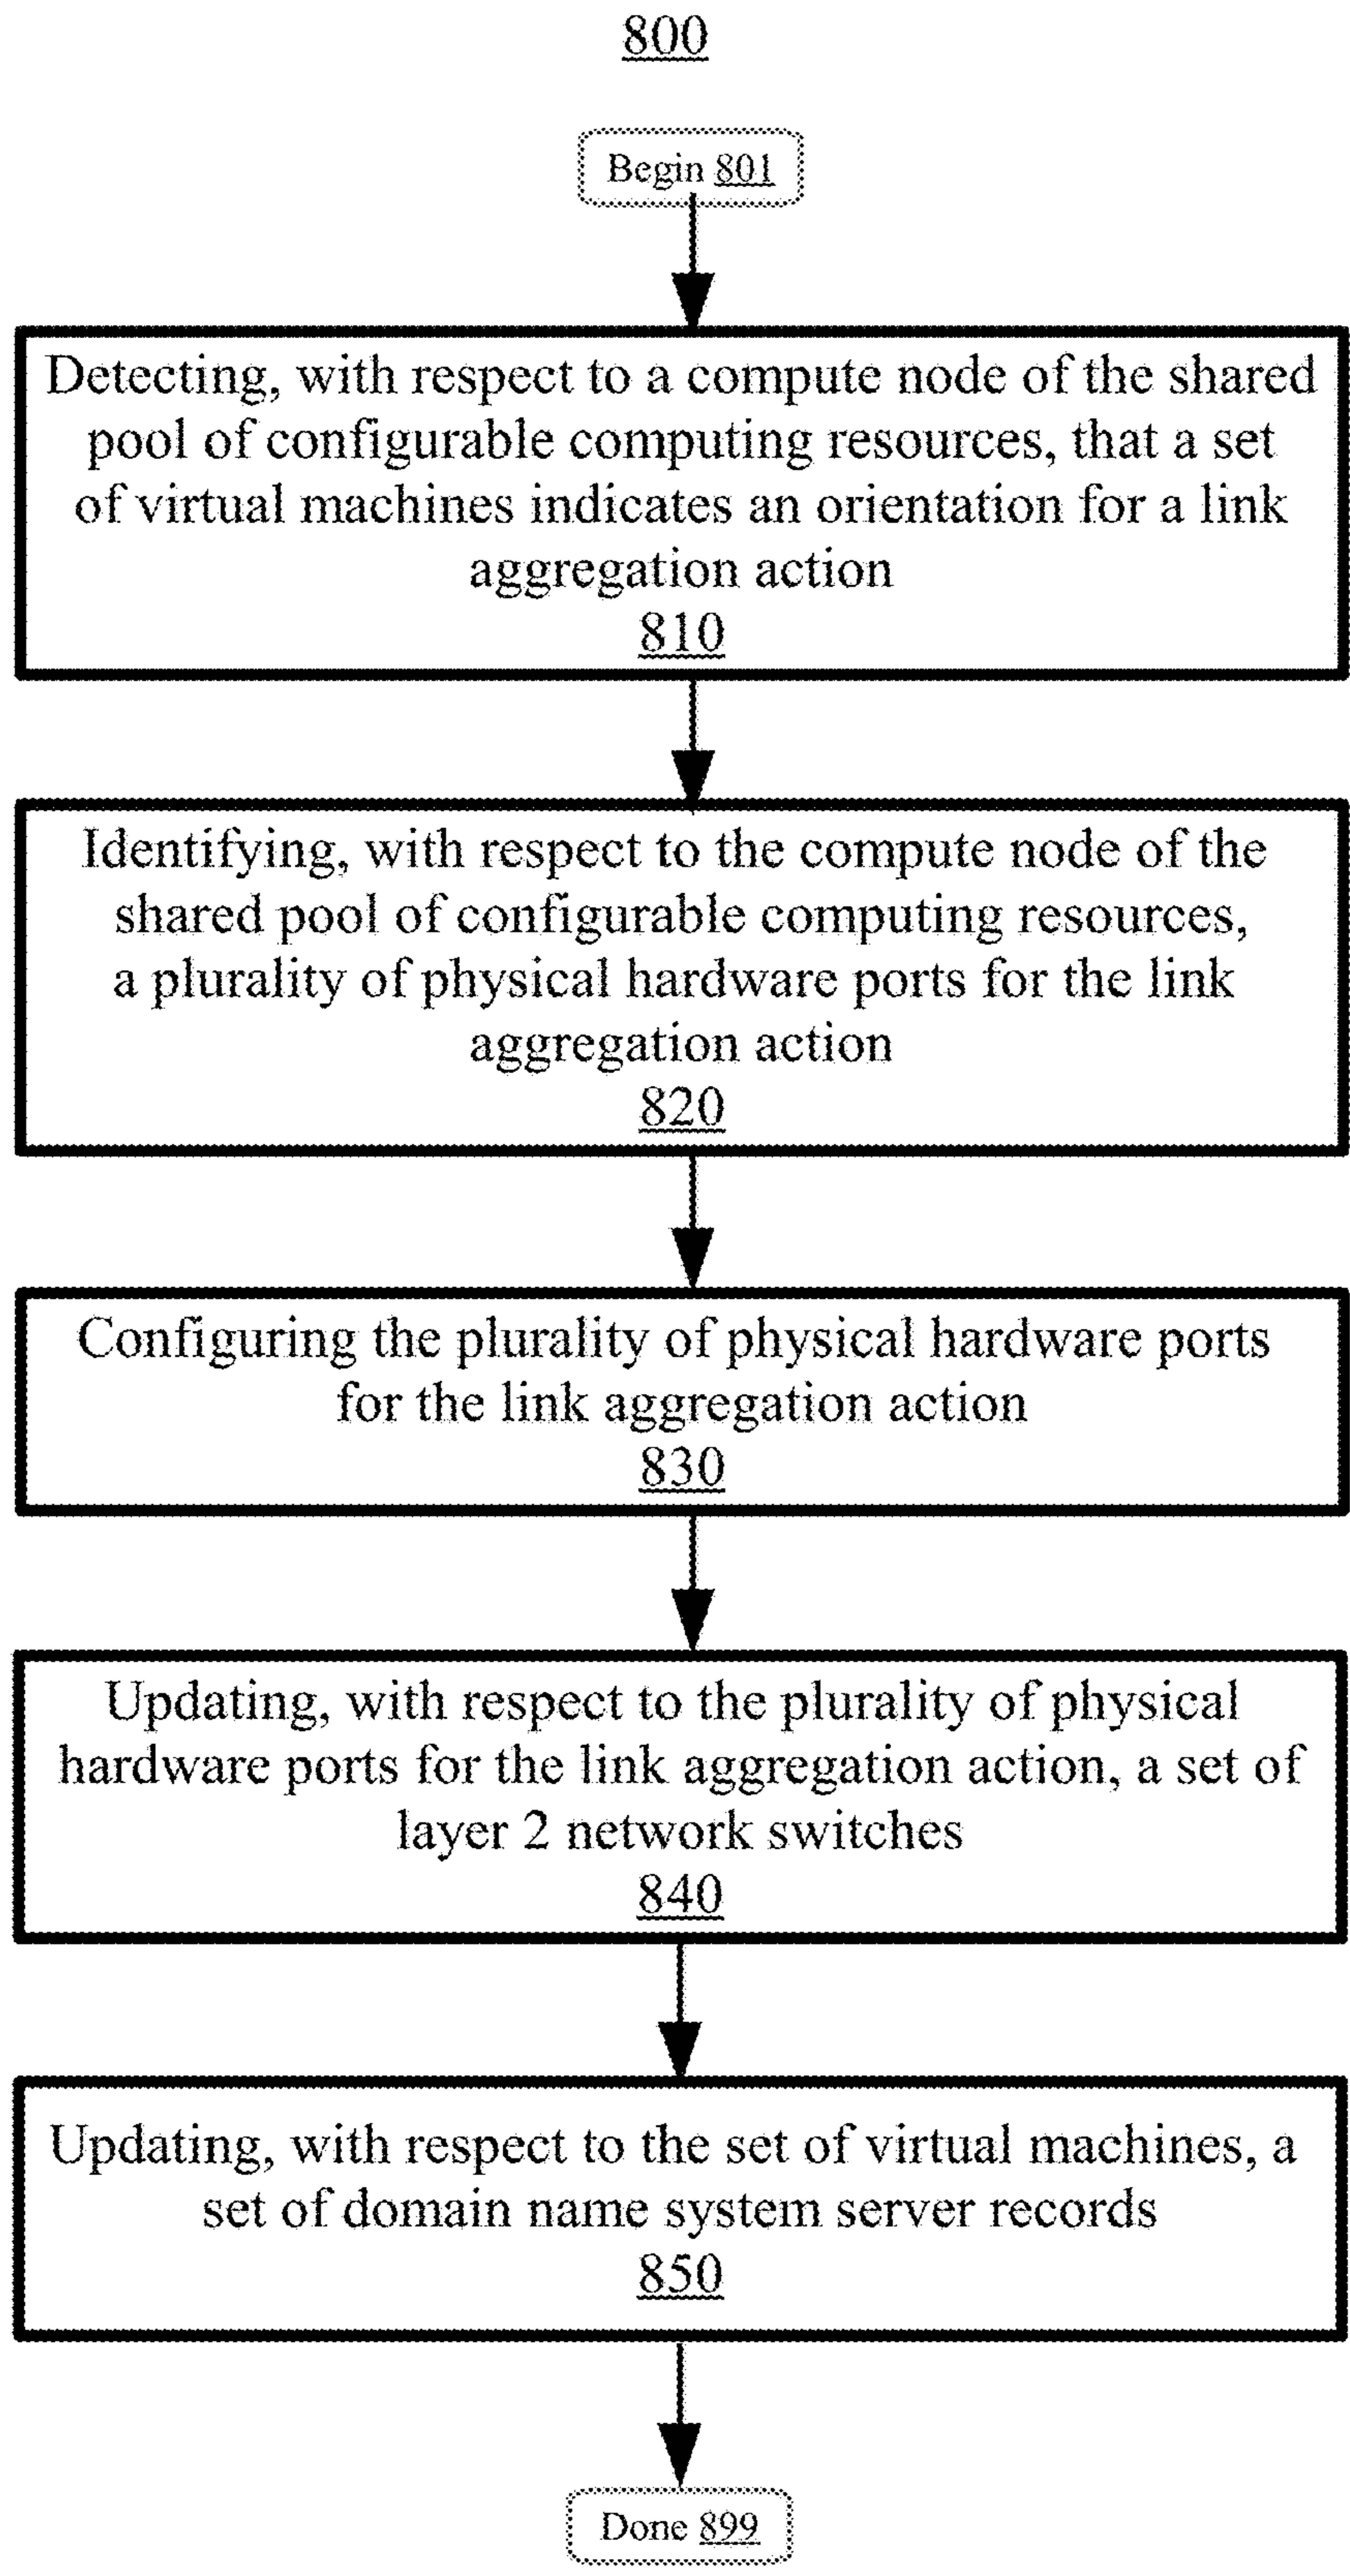 800
Begin 801
Detecting, with respect to a compute node of the shared
pool of configurable computing resources, that a set
of virtual machines indicates an orientation for a link
aggregation action
810
Identifying, with respect to the compute node of the
shared pool of configurable computing resources,
a plurality of physical hardware ports for the link
aggregation action
820
Configuring the plurality of physical hardware ports
for the link aggregation action
830
Updating, with respect to the plurality of physical
hardware ports for the link aggregation action, a set of
layer 2 network switches
840
Updating, with respect to the set of virtual machines, a
set of domain name system server records
850
Done 899